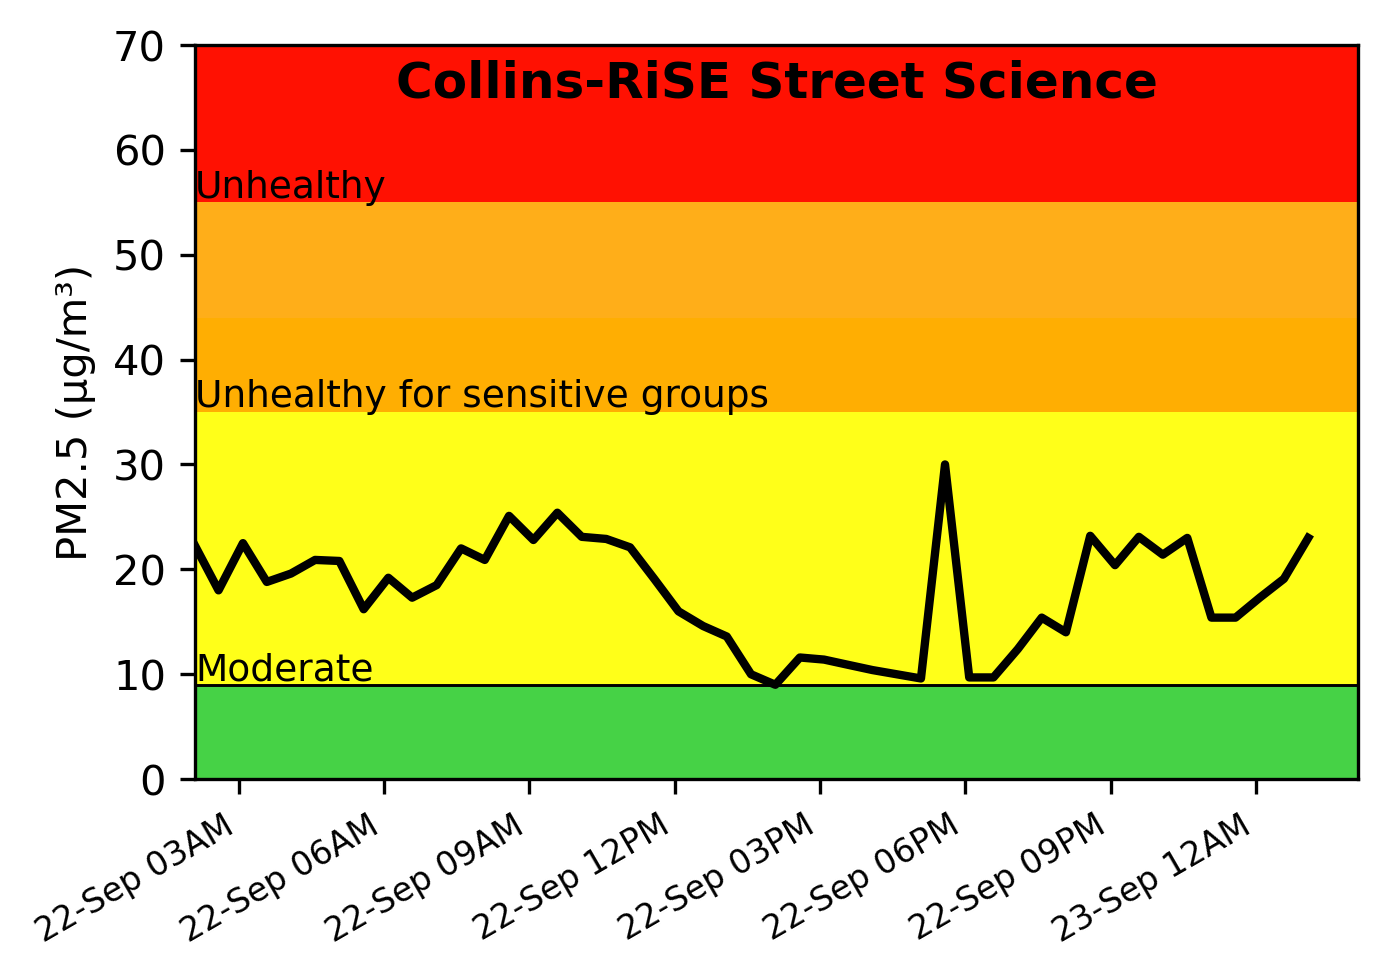 Collins-RiSE Street Science
70
60
Unhealthy
50
40
Unhealthy for sensitive groups
30
20
Moderate
10
0
PM2.5 (µg/m³)
22-Sep 03AM
22-Sep 06AM
22-Sep 09AM
22-Sep 12PM
22-Sep 03PM
22-Sep 06PM
22-Sep 09PM
23-Sep 12AM